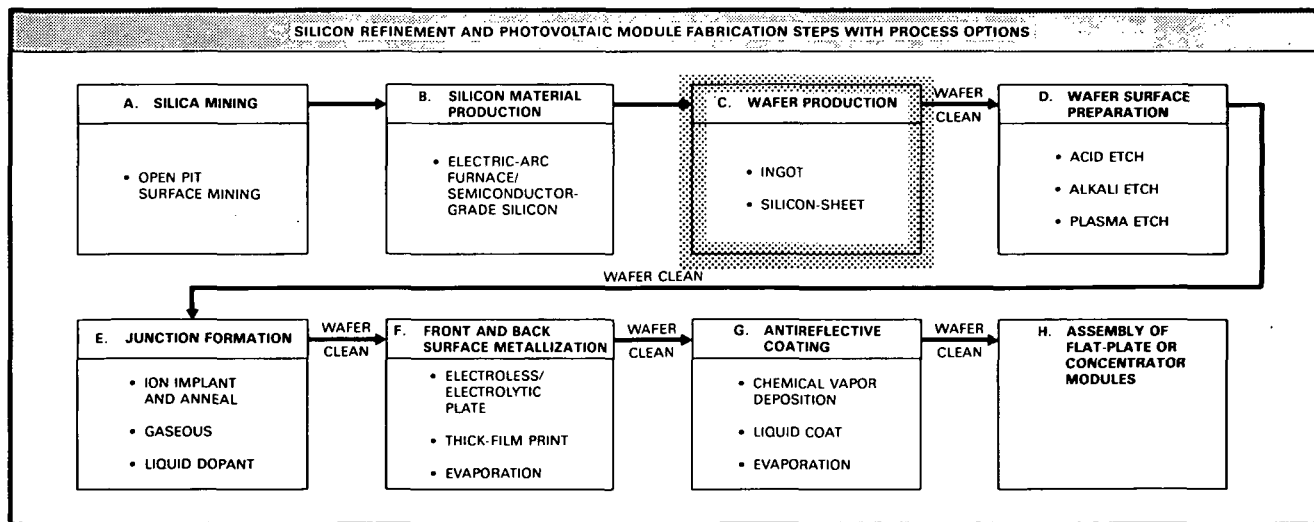 SILICON REFINEMENT AND PHOTOVOLTAIC MODULE FABRICATION STEPS WITH PROCESS OPTIONS
A. SILICA MINING
• OPEN PIT
SURFACE MINING
B. SILICON MATERIAL
PRODUCTION
• ELECTRIC-ARC
FURNACE/
SEMICONDUCTOR-
GRADE SILICON
C. WAFER PRODUCTION
• INGOT
• SILICON-SHEET
WAFER
CLEAN
D. WAFER SURFACE
PREPARATION
• ACID ETCH
• ALKALI ETCH
• PLASMA ETCH
WAFER CLEAN
E. JUNCTION FORMATION
• ION IMPLANT
AND ANNEAL
• GASEOUS
• LIQUID DOPANT
WAFER
CLEAN
F. FRONT AND BACK
SURFACE METALLIZATION
• ELECTROLESS/
ELECTROLYTIC
PLATE
• THICK-FILM PRINT
• EVAPORATION
WAFER
CLEAN
G. ANTIREFLECTIVE
COATING
• CHEMICAL VAPOR
DEPOSITION
• LIQUID COAT
• EVAPORATION
WAFER
CLEAN
H. ASSEMBLY OF
FLAT-PLATE OR
CONCENTRATOR
MODULES